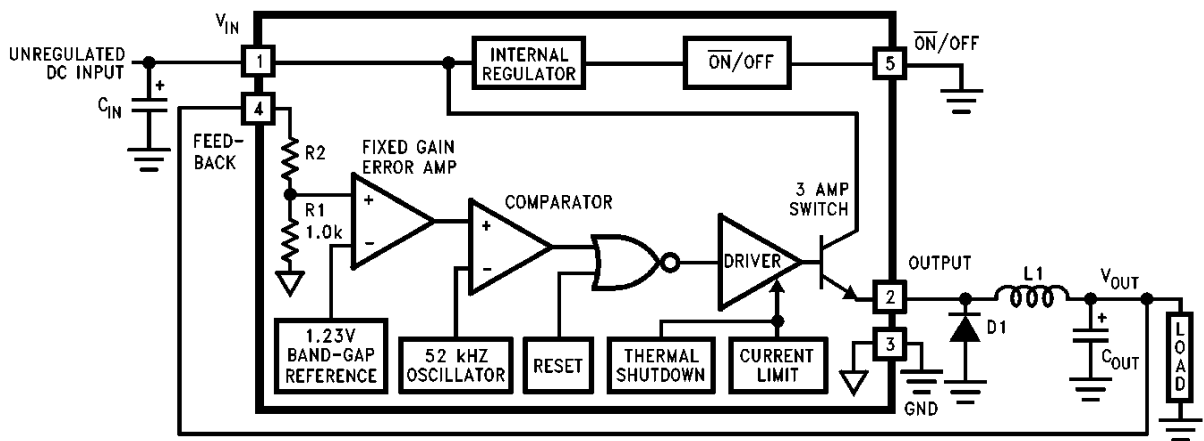 V_IN
UNREGULATED
DC INPUT
+
C_IN
1
4
FEED-
BACK
INTERNAL
REGULATOR
O̅N̅/OFF
5
O̅N̅/OFF
R2
R1
1.0k
FIXED GAIN
ERROR AMP
+
−
COMPARATOR
+
−
DRIVER
3 AMP
SWITCH
OUTPUT
2
3
GND
L1
V_OUT
D1
+
C_OUT
LOAD
1.23V
BAND-GAP
REFERENCE
52 kHZ
OSCILLATOR
RESET
THERMAL
SHUTDOWN
CURRENT
LIMIT